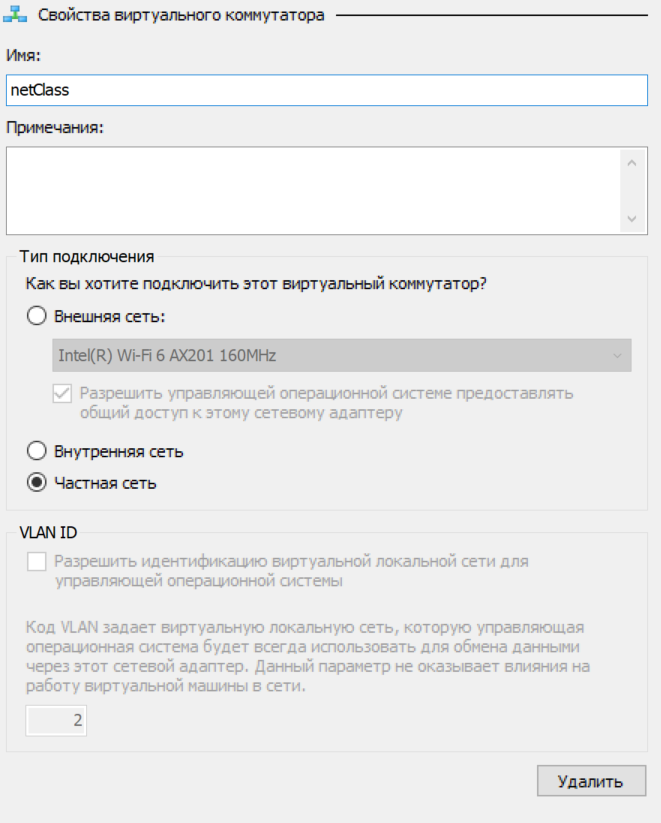 Свойства виртуального коммутатора
Имя:
netClass
Примечания:
Тип подключения
Как вы хотите подключить этот виртуальный коммутатор?
Внешняя сеть:
Intel(R) Wi-Fi 6 AX201 160MHz
Разрешить управляющей операционной системе предоставлять
общий доступ к этому сетевому адаптеру
Внутренняя сеть
Частная сеть
VLAN ID
Разрешить идентификацию виртуальной локальной сети для
управляющей операционной системы
Код VLAN задает виртуальную локальную сеть, которую управляющая
операционная система будет всегда использовать для обмена данными
через этот сетевой адаптер. Данный параметр не оказывает влияния на
работу виртуальной машины в сети.
2
Удалить